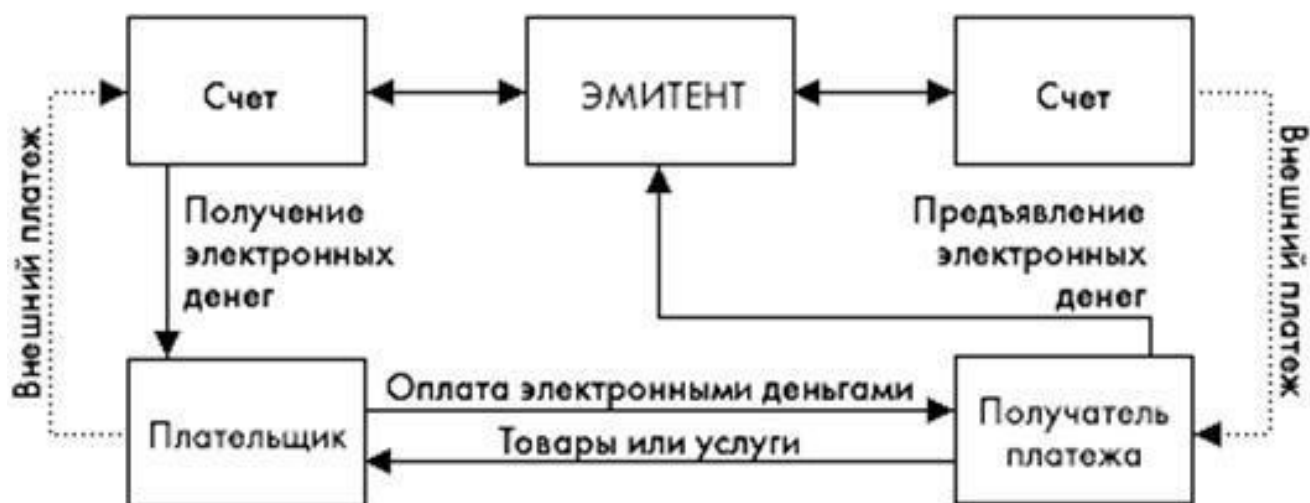 Счет
ЭМИТЕНТ
Счет
Внешний платеж
Получение
электронных
денег
Предъявление
электронных
денег
Внешний платеж
Плательщик
Оплата электронными деньгами
Товары или услуги
Получатель
платежа